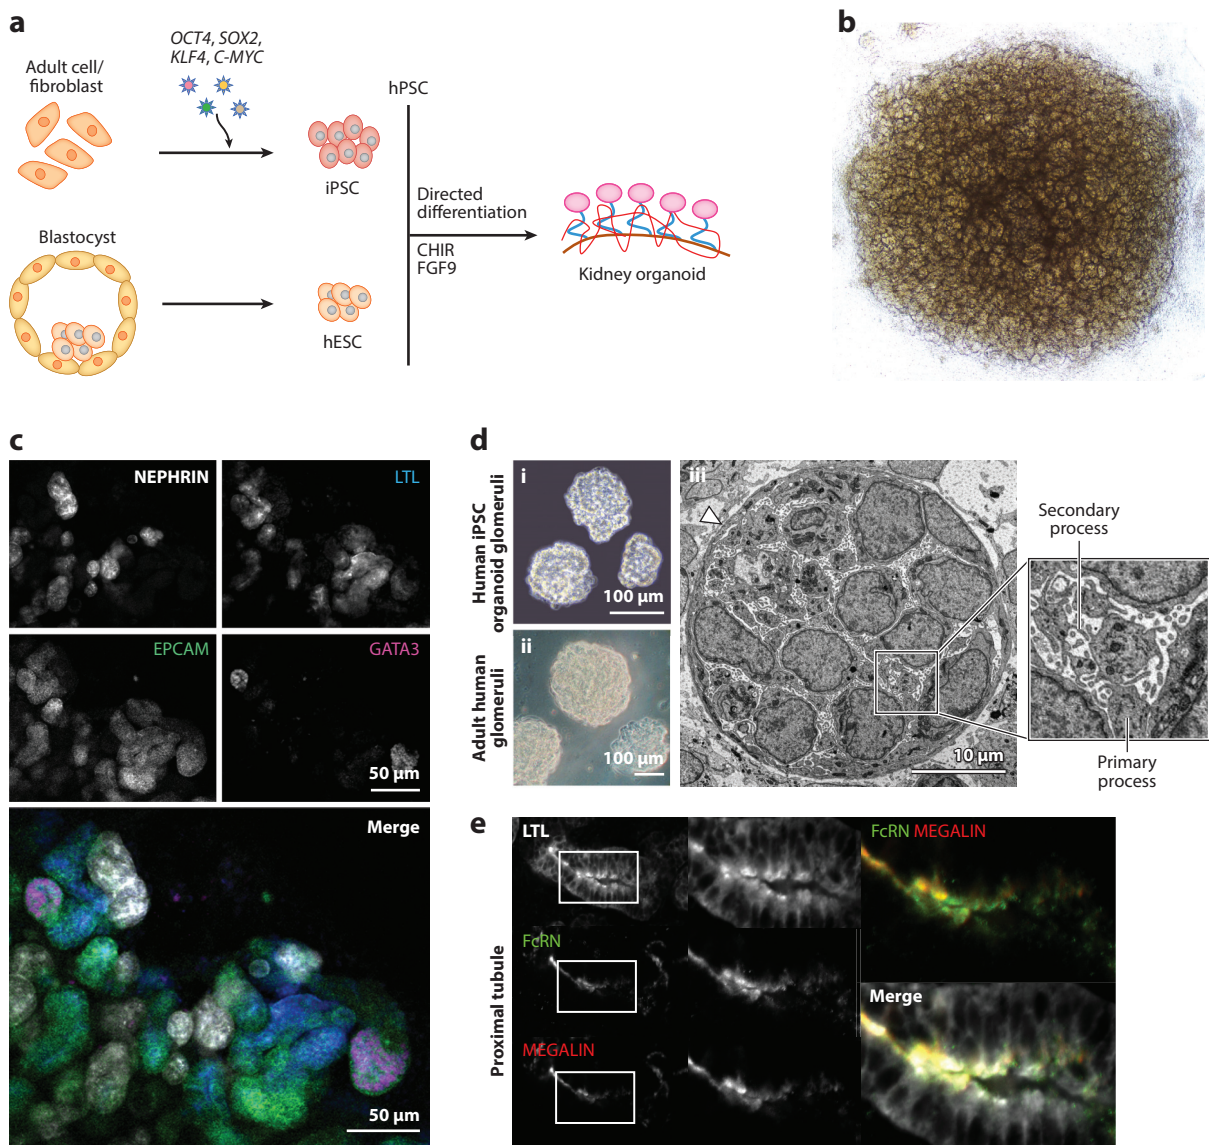 a
OCT4, SOX2,
KLF4, C-MYC
Adult cell/
fibroblast
hPSC
iPSC
Directed
differentiation
CHIR
FGF9
Kidney organoid
Blastocyst
hESC
b
c
NEPHRIN
LTL
EPCAM
GATA3
50 µm
Merge
50 µm
d
Human iPSC
organoid glomeruli
i
100 µm
Adult human
glomeruli
ii
100 µm
iii
10 µm
Secondary
process
Primary
process
e
Proximal tubule
LTL
FcRN
MEGALIN
FcRN MEGALIN
Merge